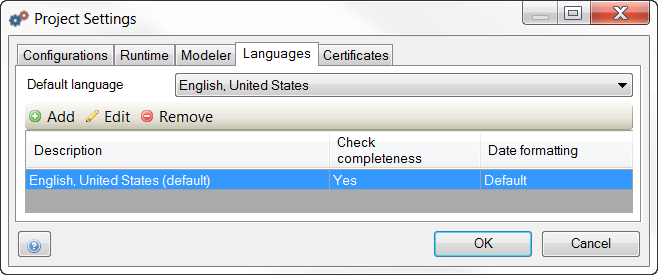 Project Settings
Configurations Runtime Modeler Languages Certificates
Default language English, United States
Add Edit Remove
Description Check completeness Date formatting
English, United States (default) Yes Default
OK Cancel